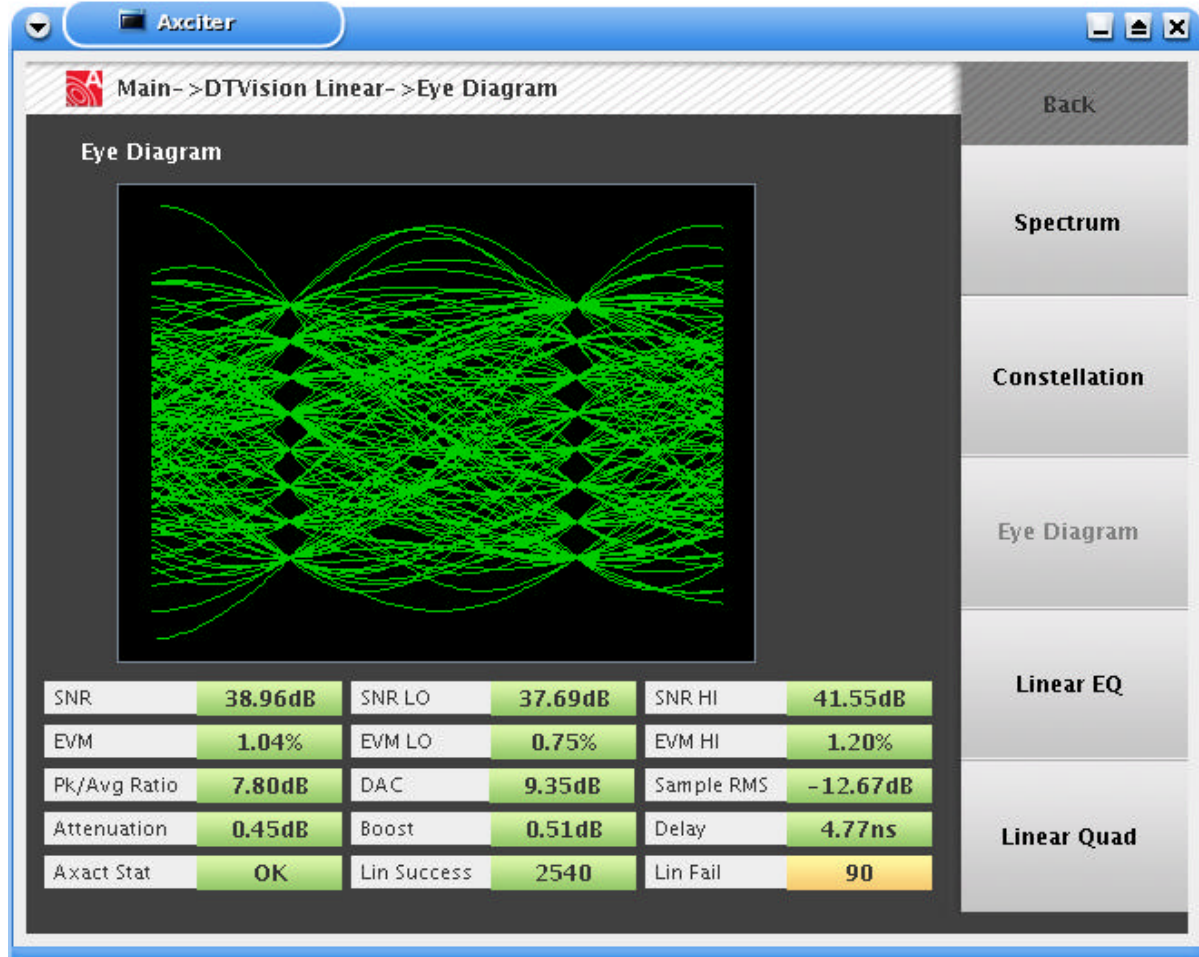 Axciter
A
Main->DTVision Linear->Eye Diagram
Back
Eye Diagram
Spectrum
Constellation
Eye Diagram
Linear EQ
Linear Quad
SNR 38.96dB SNR LO 37.69dB SNR HI 41.55dB
EVM 1.04% EVM LO 0.75% EVM HI 1.20%
Pk/Avg Ratio 7.80dB DAC 9.35dB Sample RMS -12.67dB
Attenuation 0.45dB Boost 0.51dB Delay 4.77ns
Axact Stat OK Lin Success 2540 Lin Fail 90